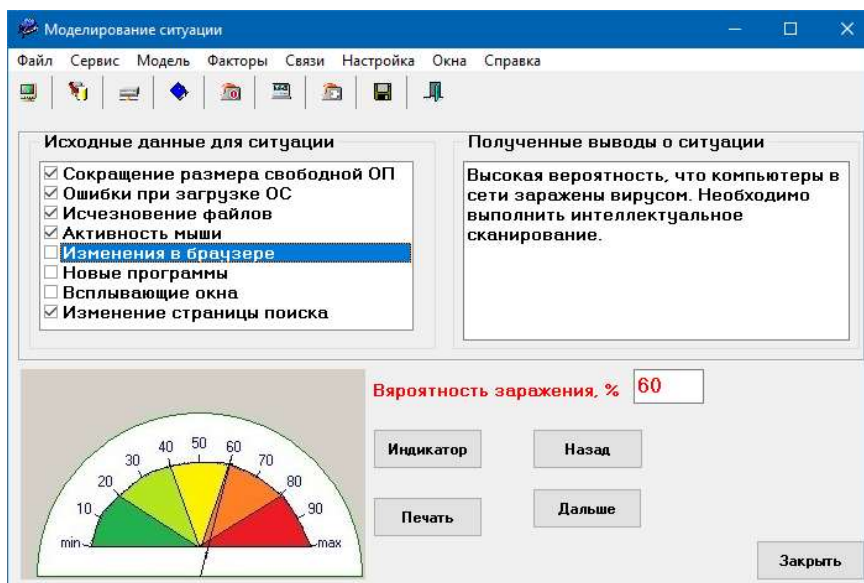 Моделирование ситуации
Файл Сервис Модель Факторы Связи Настройка Окна Справка
Исходные данные для ситуации
Сокращение размера свободной ОП
Ошибки при загрузке ОС
Исчезновение файлов
Активность мыши
Изменения в браузере
Новые программы
Всплывающие окна
Изменение страницы поиска
Полученные выводы о ситуации
Высокая вероятность, что компьютеры в
сети заражены вирусом. Необходимо
выполнить интеллектуальное
сканирование.
Вяроятность заражения, % 60
min 10 20 30 40 50 60 70 80 90 max
Индикатор
Назад
Печать
Дальше
Закрыть